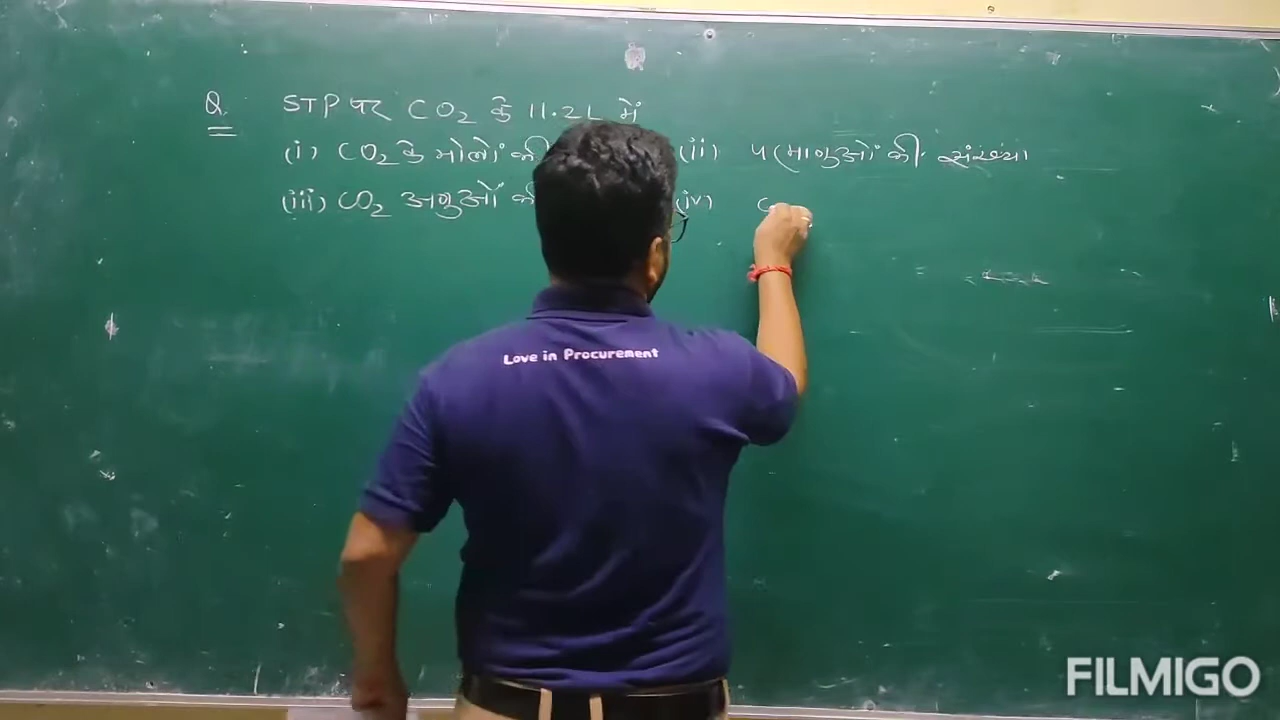 Q. STP पर CO₂ के 11.2L में
(i) CO₂ के मोलों की (ii) परमाणुओं की संख्या
(iii) CO₂ अणुओं की (iv) C
Love in Procurement
FILMIGO